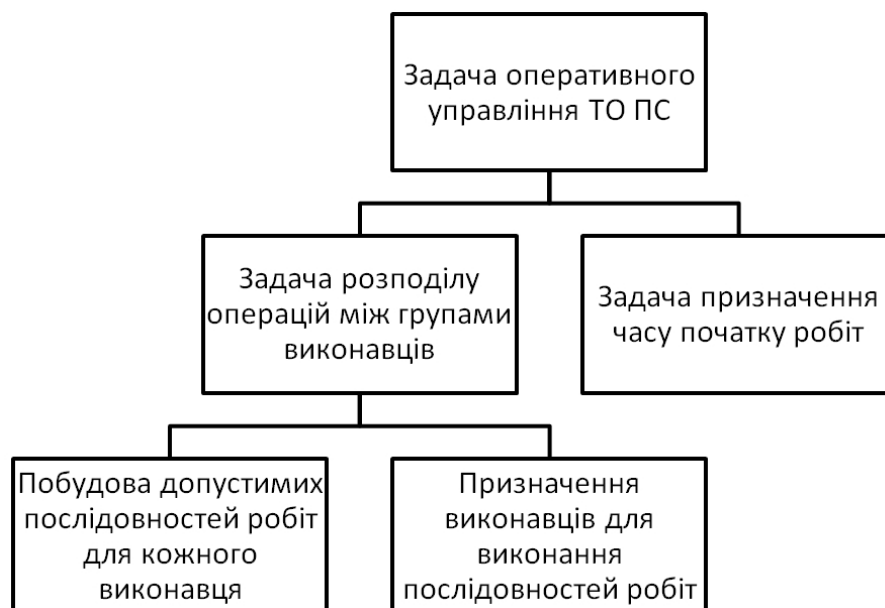 Задача оперативного
управління ТО ПС
Задача розподілу
операцій між групами
виконавців
Задача призначення
часу початку робіт
Побудова допустимих
послідовностей робіт
для кожного
виконавця
Призначення
виконавців для
виконання
послідовностей робіт